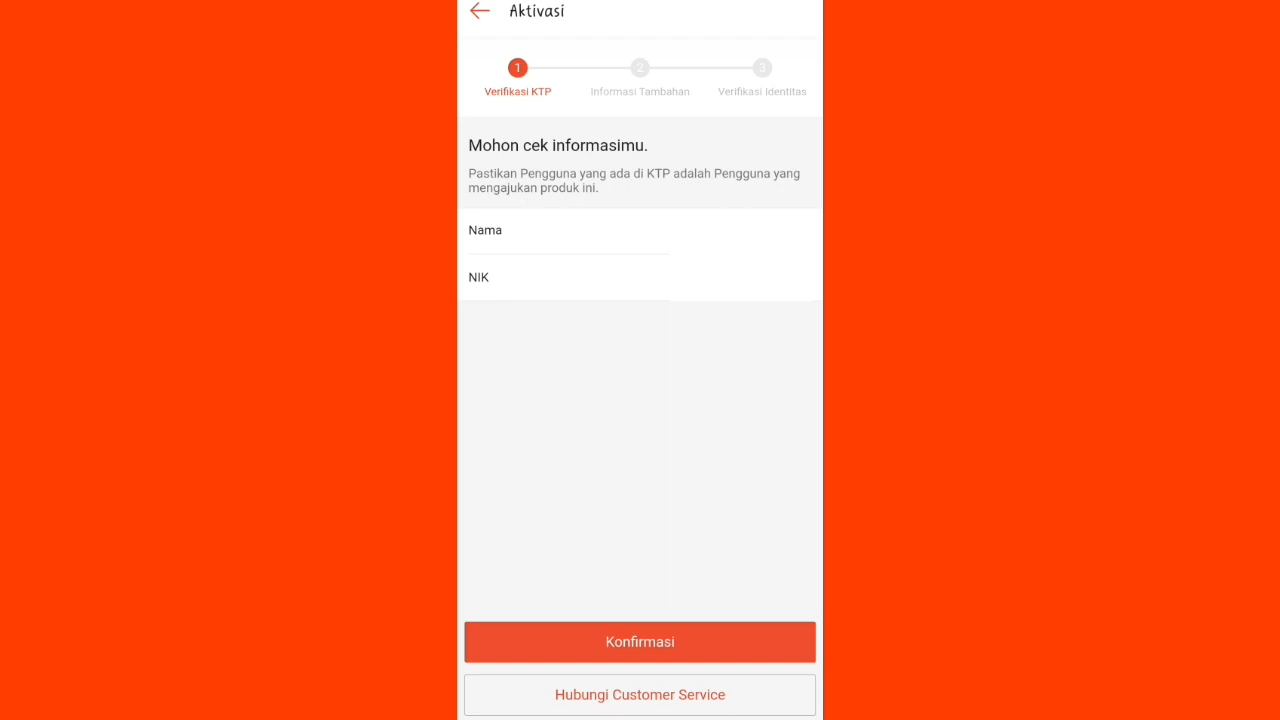 Aktivasi
1 2 3
Verifikasi KTP Informasi Tambahan Verifikasi Identitas
Mohon cek informasimu.
Pastikan Pengguna yang ada di KTP adalah Pengguna yang
mengajukan produk ini.
Nama
NIK
Konfirmasi
Hubungi Customer Service